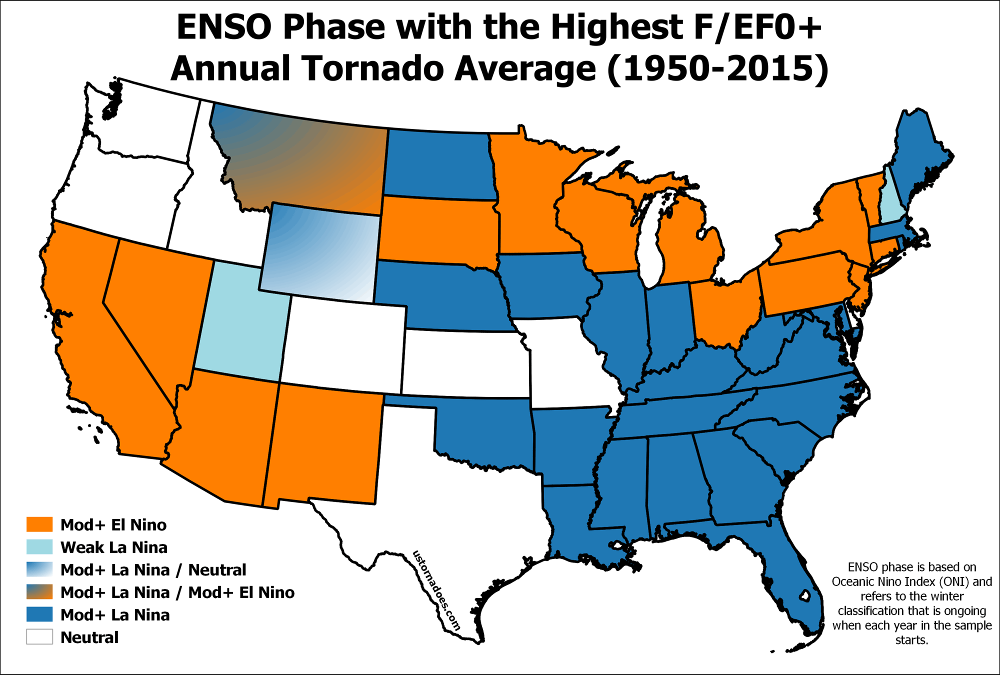 ENSO Phase with the Highest F/EF0+
Annual Tornado Average (1950-2015)
Mod+ El Nino
Weak La Nina
Mod+ La Nina / Neutral
Mod+ La Nina / Mod+ El Nino
Mod+ La Nina
Neutral
ustornadoes.com
ENSO phase is based on
Oceanic Nino Index (ONI) and
refers to the winter
classification that is ongoing
when each year in the sample
starts.